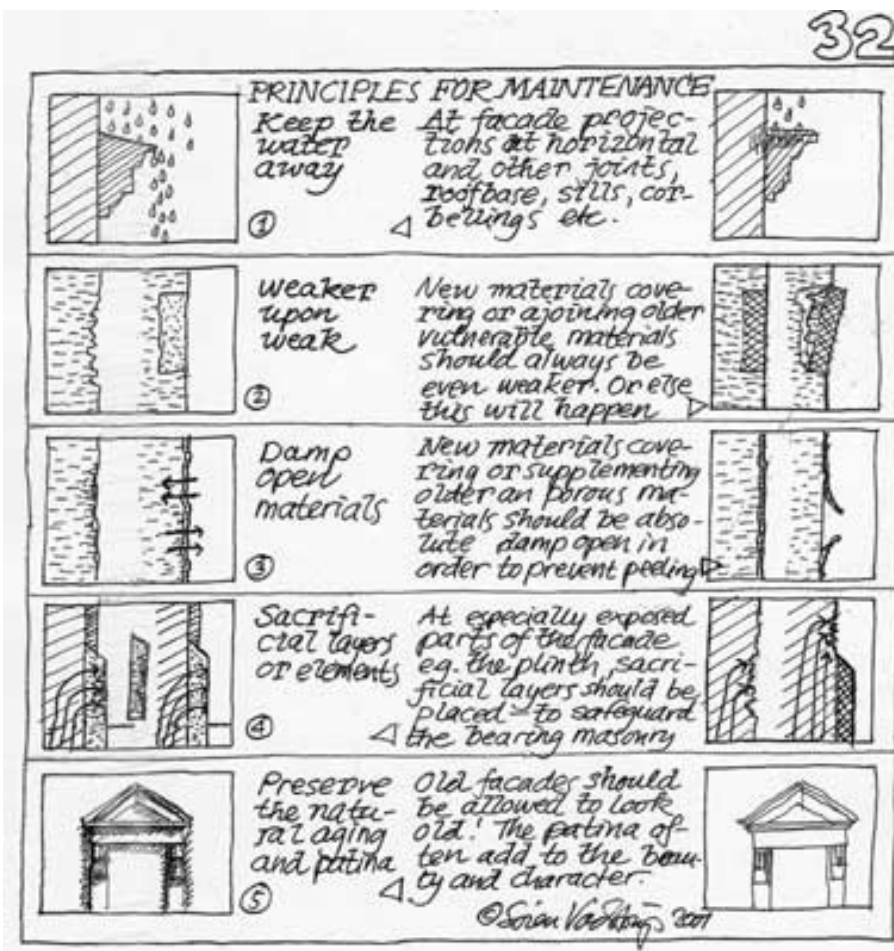 32
PRINCIPLES FOR MAINTENANCE
Keep the
water
away
①
At facade projec-
tions at horizontal
and other joints,
roofbase, sills, cor-
bellings etc.
weaker
upon
weak
②
New materials cove-
ring or ajoining older
vulnerable materials
should always be
even weaker. Or else
this will happen
Damp
open
materials
③
New materials cove-
ring or supplementing
older an porous ma-
terials should be abso-
lute damp open in
order to prevent peeling
Sacrifi-
cial layers
or elements
④
At especially exposed
parts of the facade
eg. the plinth, sacri-
ficial layers should be
placed - to safeguard
the bearing masonry
Preserve
the natu-
ral aging
and patina
⑤
Old facades should
be allowed to look
old! The patina of-
ten add to the beau-
ty and character.
© 2001